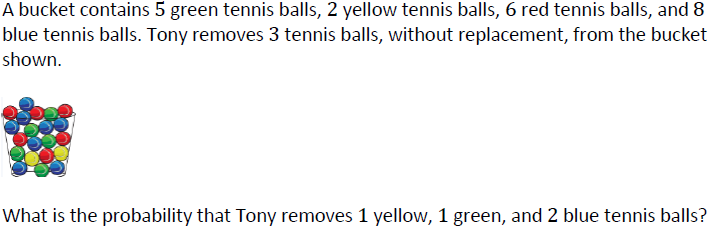 A bucket contains 5 green tennis balls, 2 yellow tennis balls, 6 red tennis balls, and 8
blue tennis balls. Tony removes 3 tennis balls, without replacement, from the bucket
shown.
What is the probability that Tony removes 1 yellow, 1 green, and 2 blue tennis balls?